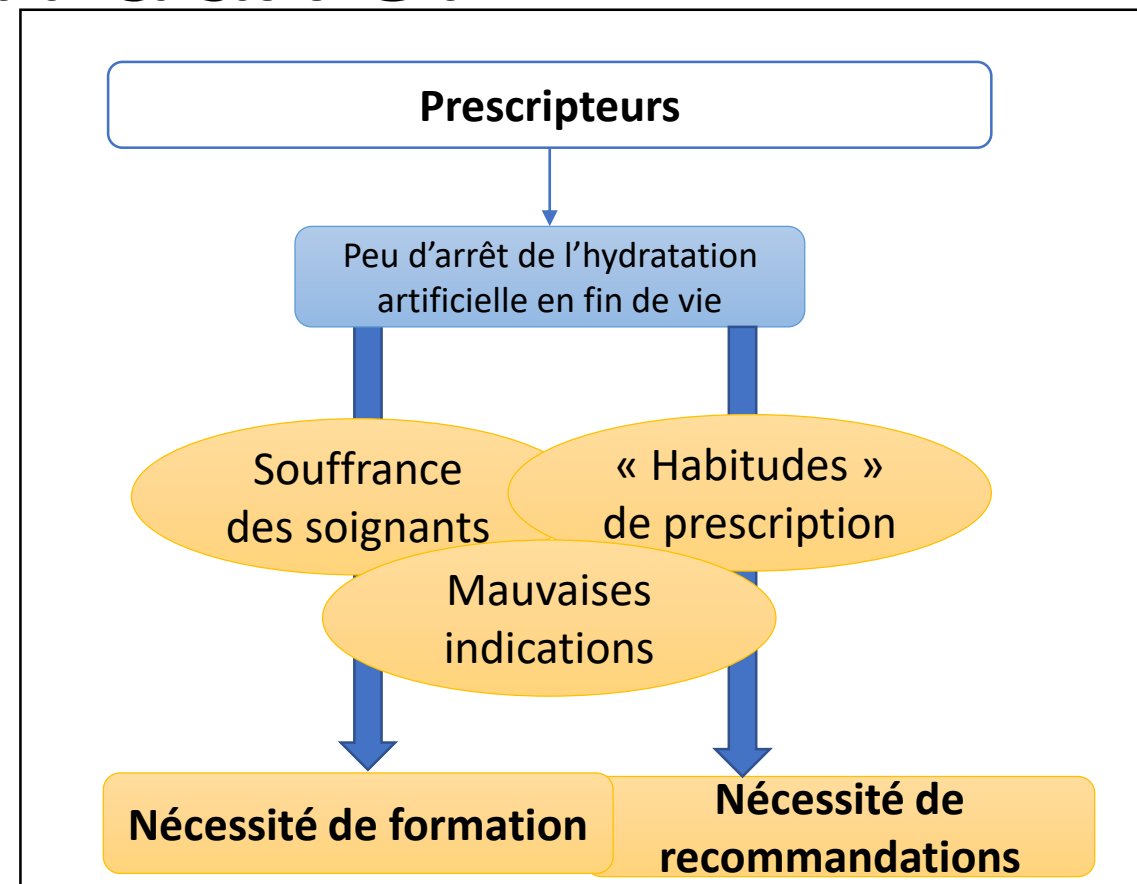 Prescripteurs
Peu d’arrêt de l’hydratation
artificielle en fin de vie
Souffrance
des soignants
« Habitudes »
de prescription
Mauvaises
indications
Nécessité de formation
Nécessité de
recommandations